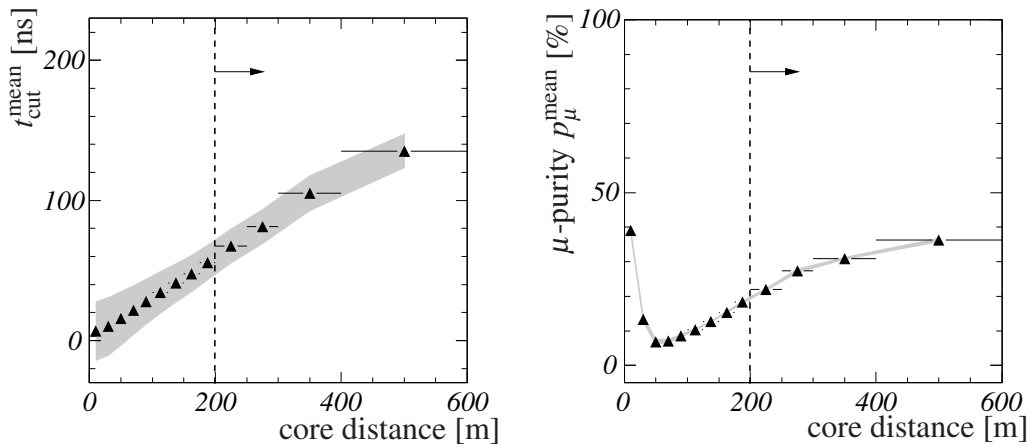 t_cut^mean [ns]
200
100
0
0 200 400 600
core distance [m]
μ-purity p_μ^mean [%]
100
50
0
0 200 400 600
core distance [m]